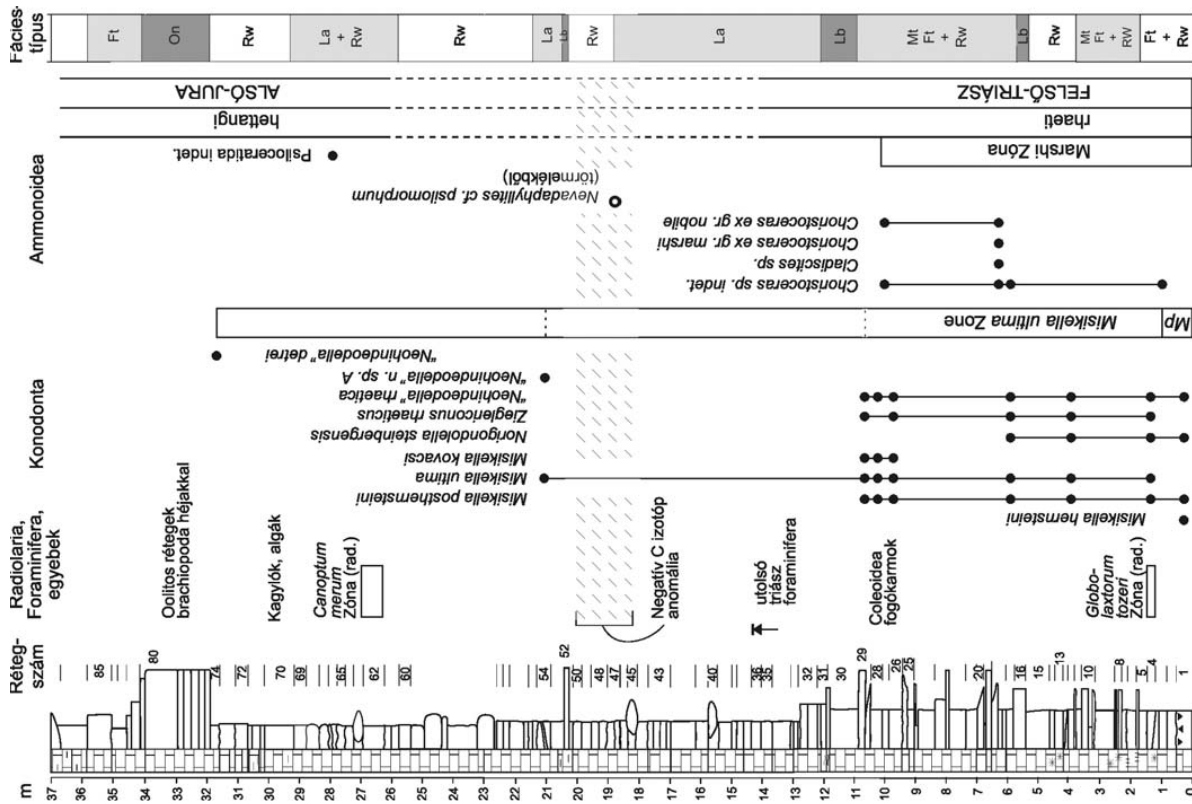 Fácies-
típus
Ft
On
Rw
La
+
Rw
Rw
La
Lb
Rw
La
Lb
Mt
Ft
+
Rw
Lb
Rw
Mt
Ft
+
RW
Ft
+
Rw
Ammonoidea
ALSÓ-JURA
FELSŐ-TRIÁSZ
hettangi
rhaeti
Marshi Zóna
Psiloceratida indet.
Nevadaphyllites cf. psilomorphum
(törmelékből)
Choristoceras ex gr. nobile
Choristoceras ex gr. marshi
Cladiscites sp.
Choristoceras sp. indet.
Konodonta
Misikella ultima Zone
Mp
"Neohindeodella" detrei
"Neohindeodella" n. sp. A
"Neohindeodella" rhaetica
Zieglericonus rhaeticus
Norigondolella steinbergensis
Misikella kovacsi
Misikella ultima
Misikella posthernsteini
Misikella hernsteini
Radiolaria,
Foraminifera,
egyebek
Oolitos rétegek
brachiopoda héjakkal
Kagylók, algák
Canoptum
merum
Zóna (rad.)
Negatív C izotóp
anomália
utolsó
triász
foraminifera
Coleoidea
fogókarmok
Globo-
laxtorum
tozeri
Zóna (rad.)
Réteg-
szám
85
80
74
72
70
69
65
62
60
54
52
50
48
47
45
43
40
36
35
32
31
30
29
28
26
25
20
16
15
13
10
8
5
4
1
m
37
35
34
33
32
31
30
29
28
27
26
25
24
23
22
21
20
19
18
17
16
15
14
13
12
11
10
9
8
7
6
5
4
3
2
1
0